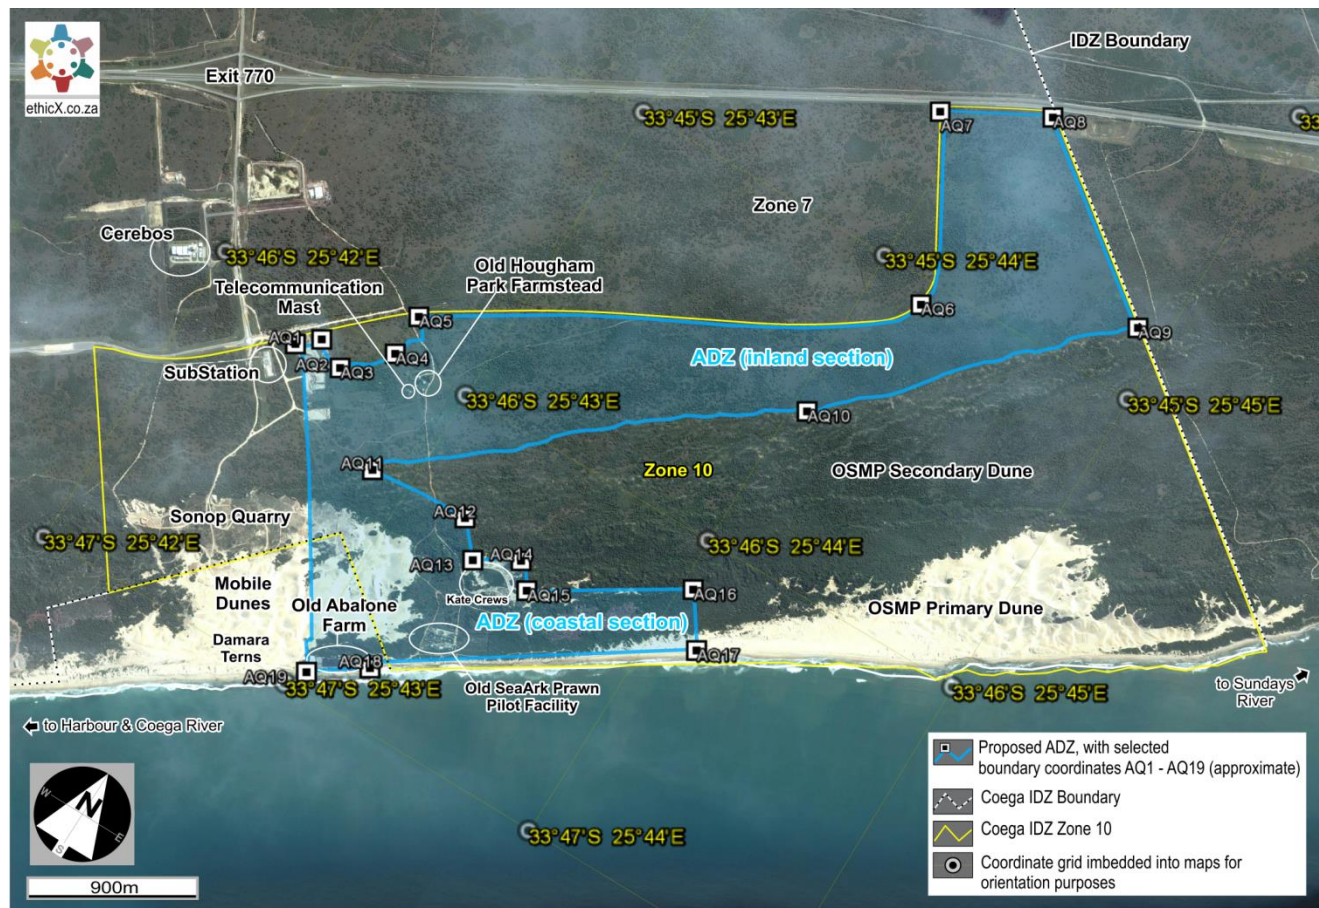 IDZ Boundary
Exit 770
ethicX.co.za
33°45'S 25°43'E
AQ7
AQ8
33
Zone 7
Cerebos
33°46'S 25°42'E
33°45'S 25°44'E
Telecommunication
Mast
Old Hougham
Park Farmstead
AQ5
AQ6
AQ1
AQ9
AQ2
AQ4
AQ3
SubStation
ADZ (inland section)
33°46'S 25°43'E
33°45'S 25°45'E
AQ10
AQ11
Zone 10
OSMP Secondary Dune
AQ12
Sonop Quarry
33°47'S 25°42'E
33°46'S 25°44'E
AQ13
AQ14
Mobile
Dunes
Kate Crews
AQ15
AQ16
Old Abalone
Farm
OSMP Primary Dune
ADZ (coastal section)
Damara
Terns
AQ17
AQ18
AQ19
33°47'S 25°43'E
Old SeaArk Prawn
Pilot Facility
33°46'S 25°45'E
to Sundays
River
to Harbour & Coega River
Proposed ADZ, with selected
boundary coordinates AQ1 - AQ19 (approximate)
Coega IDZ Boundary
Coega IDZ Zone 10
Coordinate grid imbedded into maps for
orientation purposes
W
N
S
E
33°47'S 25°44'E
900m